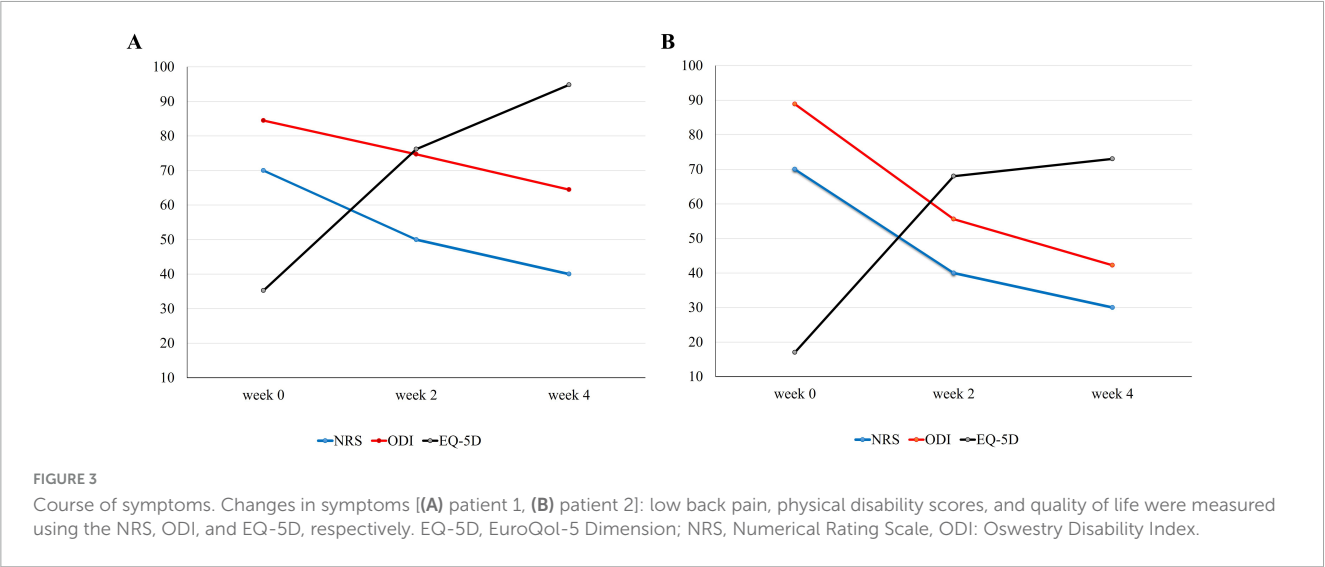 A
100
90
80
70
60
50
40
30
20
10
week 0
week 2
week 4
NRS
ODI
EQ-5D
B
100
90
80
70
60
50
40
30
20
10
week 0
week 2
week 4
NRS
ODI
EQ-5D
FIGURE 3
Course of symptoms. Changes in symptoms [(A) patient 1, (B) patient 2]: low back pain, physical disability scores, and quality of life were measured
using the NRS, ODI, and EQ-5D, respectively. EQ-5D, EuroQol-5 Dimension; NRS, Numerical Rating Scale, ODI: Oswestry Disability Index.